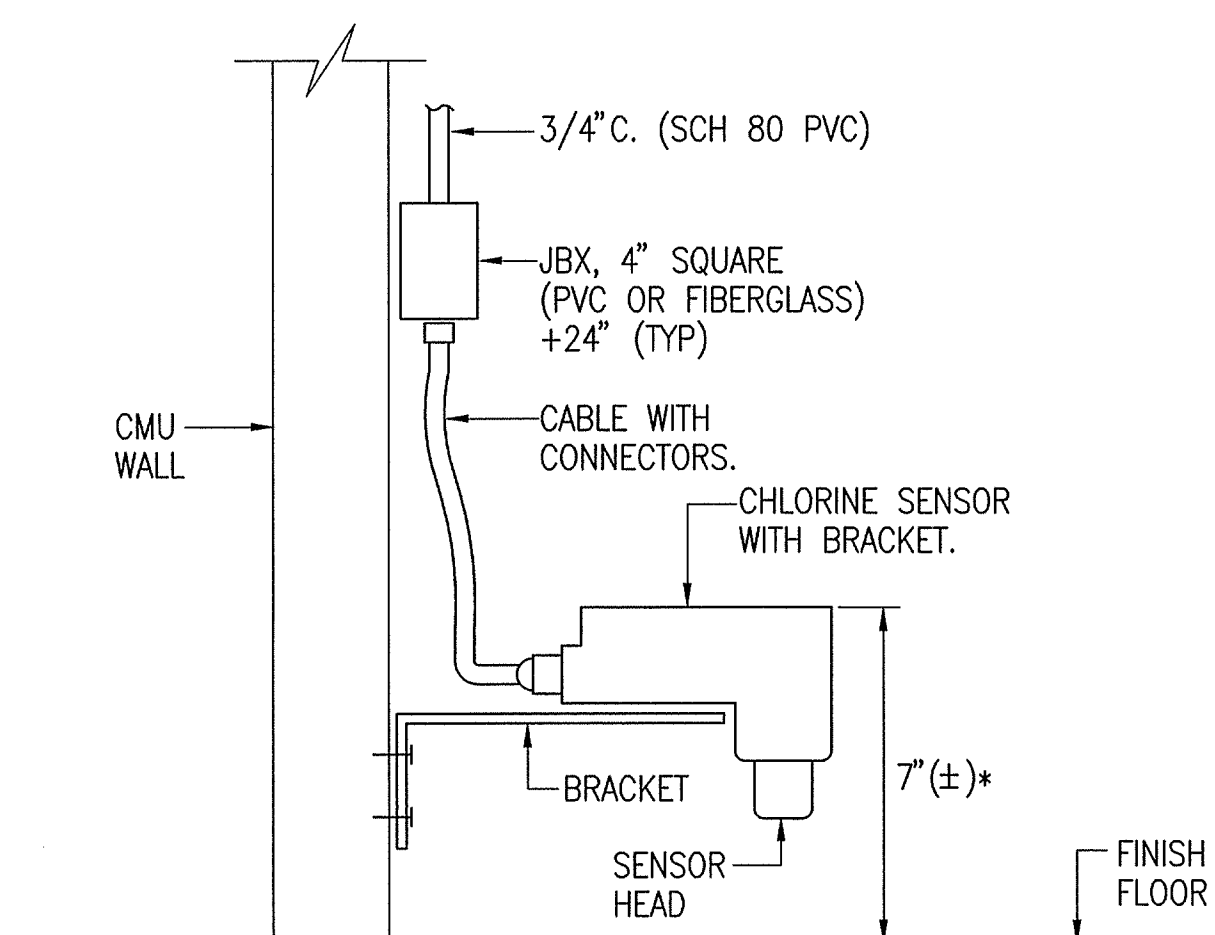 3/4"C. (SCH 80 PVC)
JBX, 4" SQUARE
(PVC OR FIBERGLASS)
+24" (TYP)
CABLE WITH
CONNECTORS.
CMU
WALL
CHLORINE SENSOR
WITH BRACKET.
7"(±)*
BRACKET
SENSOR
HEAD
FINISH
FLOOR